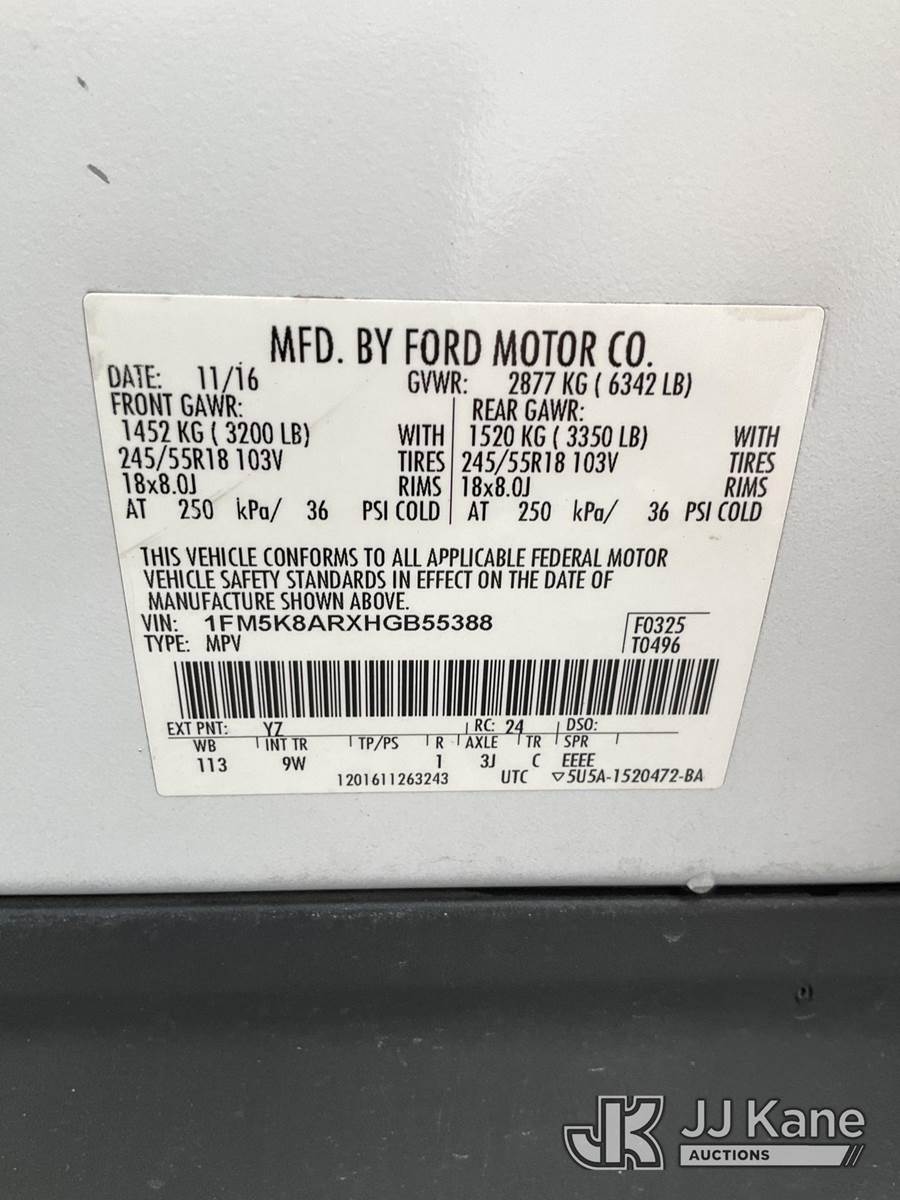 MFD. BY FORD MOTOR CO.
DATE: 11/16 GVWR: 2877 KG ( 6342 LB)
FRONT GAWR: REAR GAWR:
1452 KG ( 3200 LB) WITH 1520 KG ( 3350 LB) WITH
245/55R18 103V TIRES 245/55R18 103V TIRES
18x8.0J RIMS 18x8.0J RIMS
AT 250 kPa/ 36 PSI COLD AT 250 kPa/ 36 PSI COLD
THIS VEHICLE CONFORMS TO ALL APPLICABLE FEDERAL MOTOR
VEHICLE SAFETY STANDARDS IN EFFECT ON THE DATE OF
MANUFACTURE SHOWN ABOVE.
VIN: 1FM5K8ARXHGB55388 F0325
TYPE: MPV T0496
EXT PNT: YZ RC: 24 DSO:
WB INT TR TP/PS R AXLE TR SPR
113 9W 1 3J C EEEE
1201611263243 UTC ▽5U5A-1520472-BA
JK JJ Kane
AUCTIONS